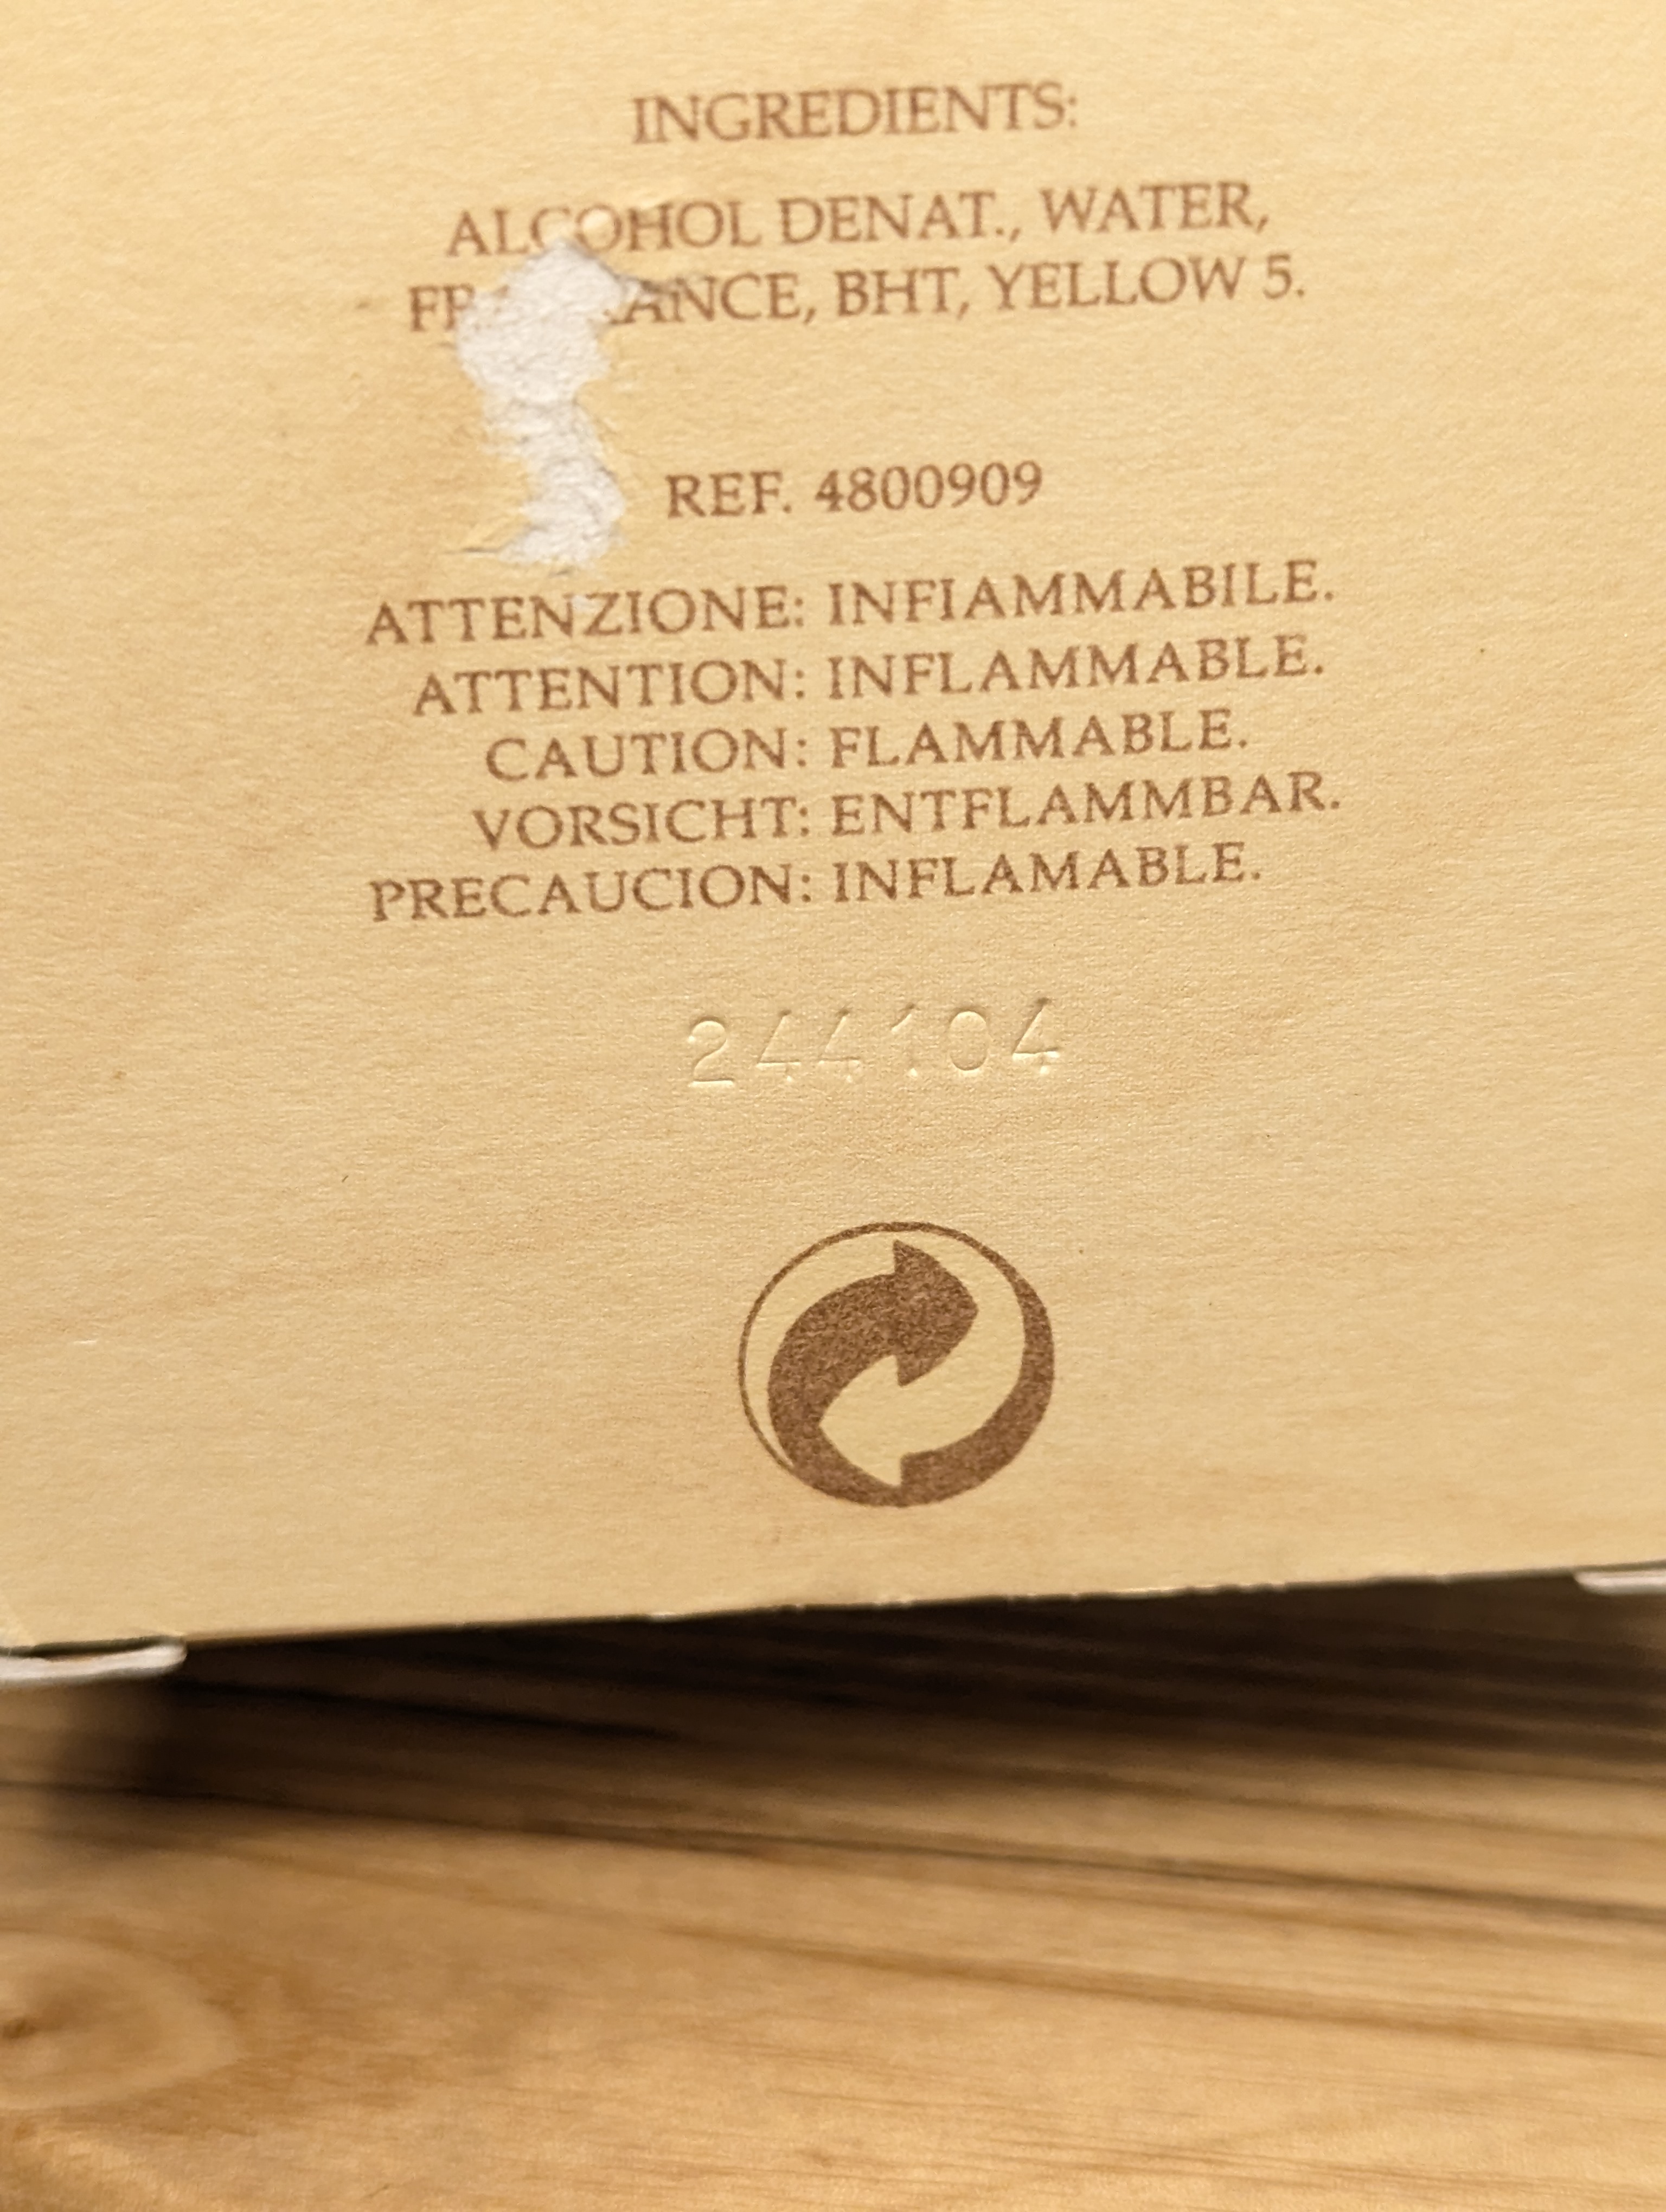 INGREDIENTS:
ALCOHOL DENAT., WATER,
BHT, YELLOW 5.
REF. 4800909
ATTENZIONE: INFIAMMABILE.
ATTENTION: INFLAMMABLE.
CAUTION: FLAMMABLE.
VORSICHT: ENTFLAMMBAR.
PRECAUCION: INFLAMABLE.
244104